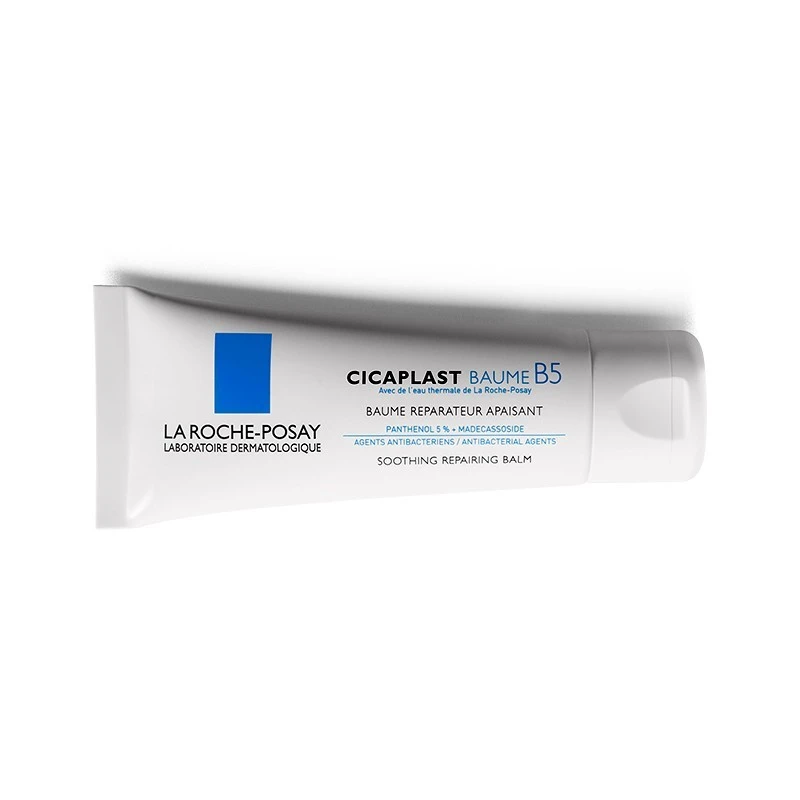 LA ROCHE-POSAY
LABORATOIRE DERMATOLOGIQUE
CICAPLAST BAUME B5
Avec de l'eau thermale de La Roche-Posay
BAUME REPARATEUR APAISANT
PANTHENOL 5% + MADECASSOSIDE
AGENTS ANTIBACTERIENS / ANTIBACTERIAL AGENTS
SOOTHING REPAIRING BALM